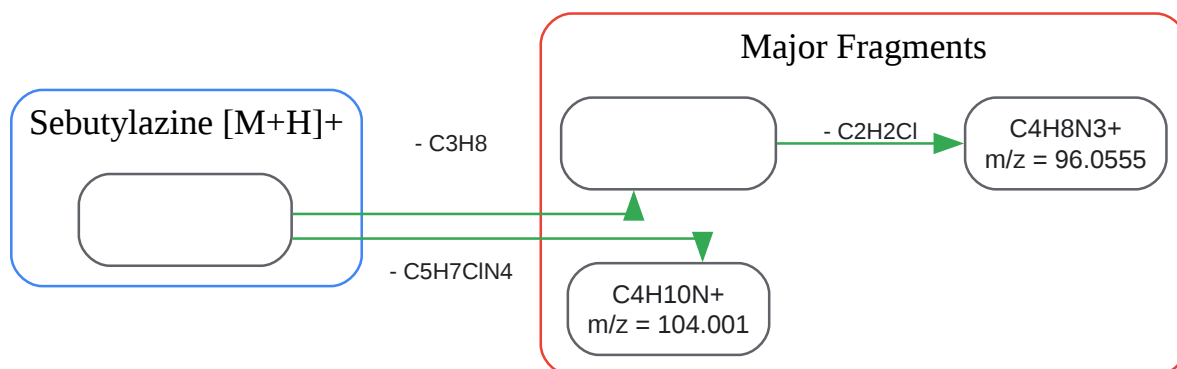 Major Fragments
Sebutylazine [M+H]+
- C3H8
- C2H2Cl
C4H8N3+
m/z = 96.0555
- C5H7ClN4
C4H10N+
m/z = 104.001